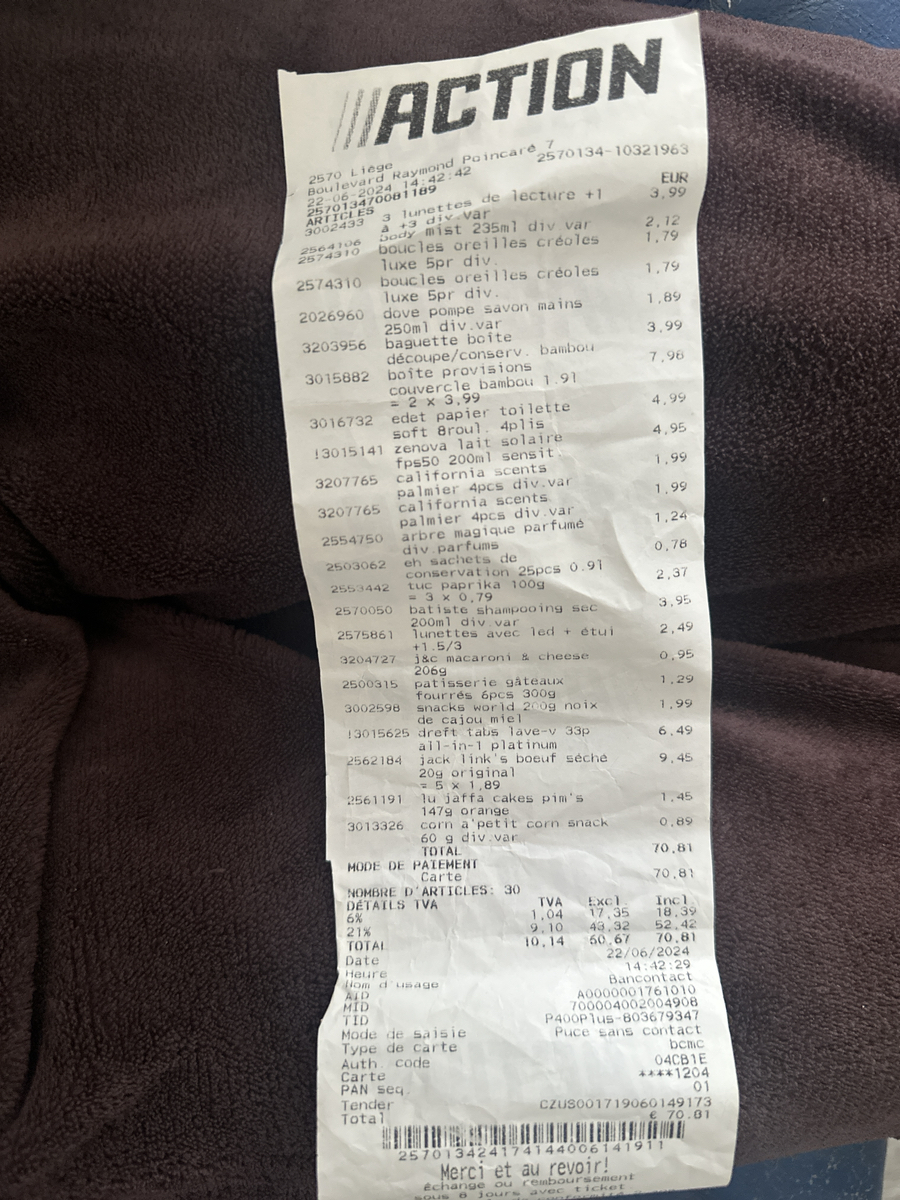 ///ACTION
2570 Liège
Boulevard Raymond Poincaré 7
22-06-2024 14:42:42 2570134-10321963
257013470081189
ARTICLES EUR
3002433 3 lunettes de lecture +1 3,99
à +3 div.var
2564106 body mist 235ml div var 2,12
2574310 boucles oreilles créoles 1,79
luxe 5pr div.
2574310 boucles oreilles créoles 1,79
luxe 5pr div.
2026960 dove pompe savon mains 1,89
250ml div.var
3203956 baguette boîte 3,99
découpe/conserv. bambou
3015882 boîte provisions 7,98
couvercle bambou 1.9l
= 2 x 3,99
3016732 edet papier toilette 4,99
soft 8roul. 4plis
!3015141 zenova lait solaire 4,95
fps50 200ml sensit.
3207765 california scents 1,99
palmier 4pcs div.var
3207765 california scents 1,99
palmier 4pcs div.var
2554750 arbre magique parfumé 1,24
div.parfums
2503062 eh sachets de 0,78
conservation 25pcs 0.9l
2553442 tuc paprika 100g 2,37
= 3 x 0,79
2570050 batiste shampooing sec 3,95
200ml div.var
2575861 lunettes avec led + étui 2,49
+1.5/3
3204727 j&c macaroni & cheese 0,95
206g
2500315 patisserie gâteaux 1,29
fourrés 6pcs 300g
3002598 snacks world 200g noix 1,99
de cajou miel
!3015625 dreft tabs lave-v 33p 6,49
all-in-1 platinum
2562184 jack link's boeuf séché 9,45
20g original
= 5 x 1,89
2561191 lu jaffa cakes pim's 1,45
147g orange
3013326 corn a'petit corn snack 0,89
60 g div.var
TOTAL 70,81
MODE DE PAIEMENT
Carte 70,81
NOMBRE D'ARTICLES: 30
DÉTAILS TVA TVA Excl. Incl.
6% 1,04 17,35 18,39
21% 9,10 43,32 52,42
TOTAL 10,14 60,67 70,81
Date 22/06/2024
Heure 14:42:29
Nom d'usage Bancontact
AID A0000001761010
MID 700004002004908
TID P400Plus-803679347
Mode de saisie Puce sans contact
Type de carte bcmc
Auth. code 04CB1E
Carte ****1204
PAN seq. 01
Tender CZUS001719060149173
Total € 70.81
257013424174144006141911
Merci et au revoir!
échange ou remboursement
sous 8 jours avec ticket